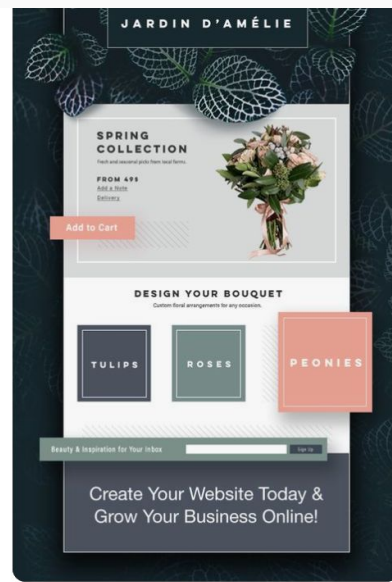 JARDIN D'AMÉLIE
SPRING
COLLECTION
Fresh and seasonal picks from local farms.
FROM 49$
Add a Note
Delivery
Add to Cart
DESIGN YOUR BOUQUET
Custom floral arrangements for any occasion.
TULIPS
ROSES
PEONIES
Beauty & Inspiration for Your Inbox
Sign Up
Create Your Website Today &
Grow Your Business Online!